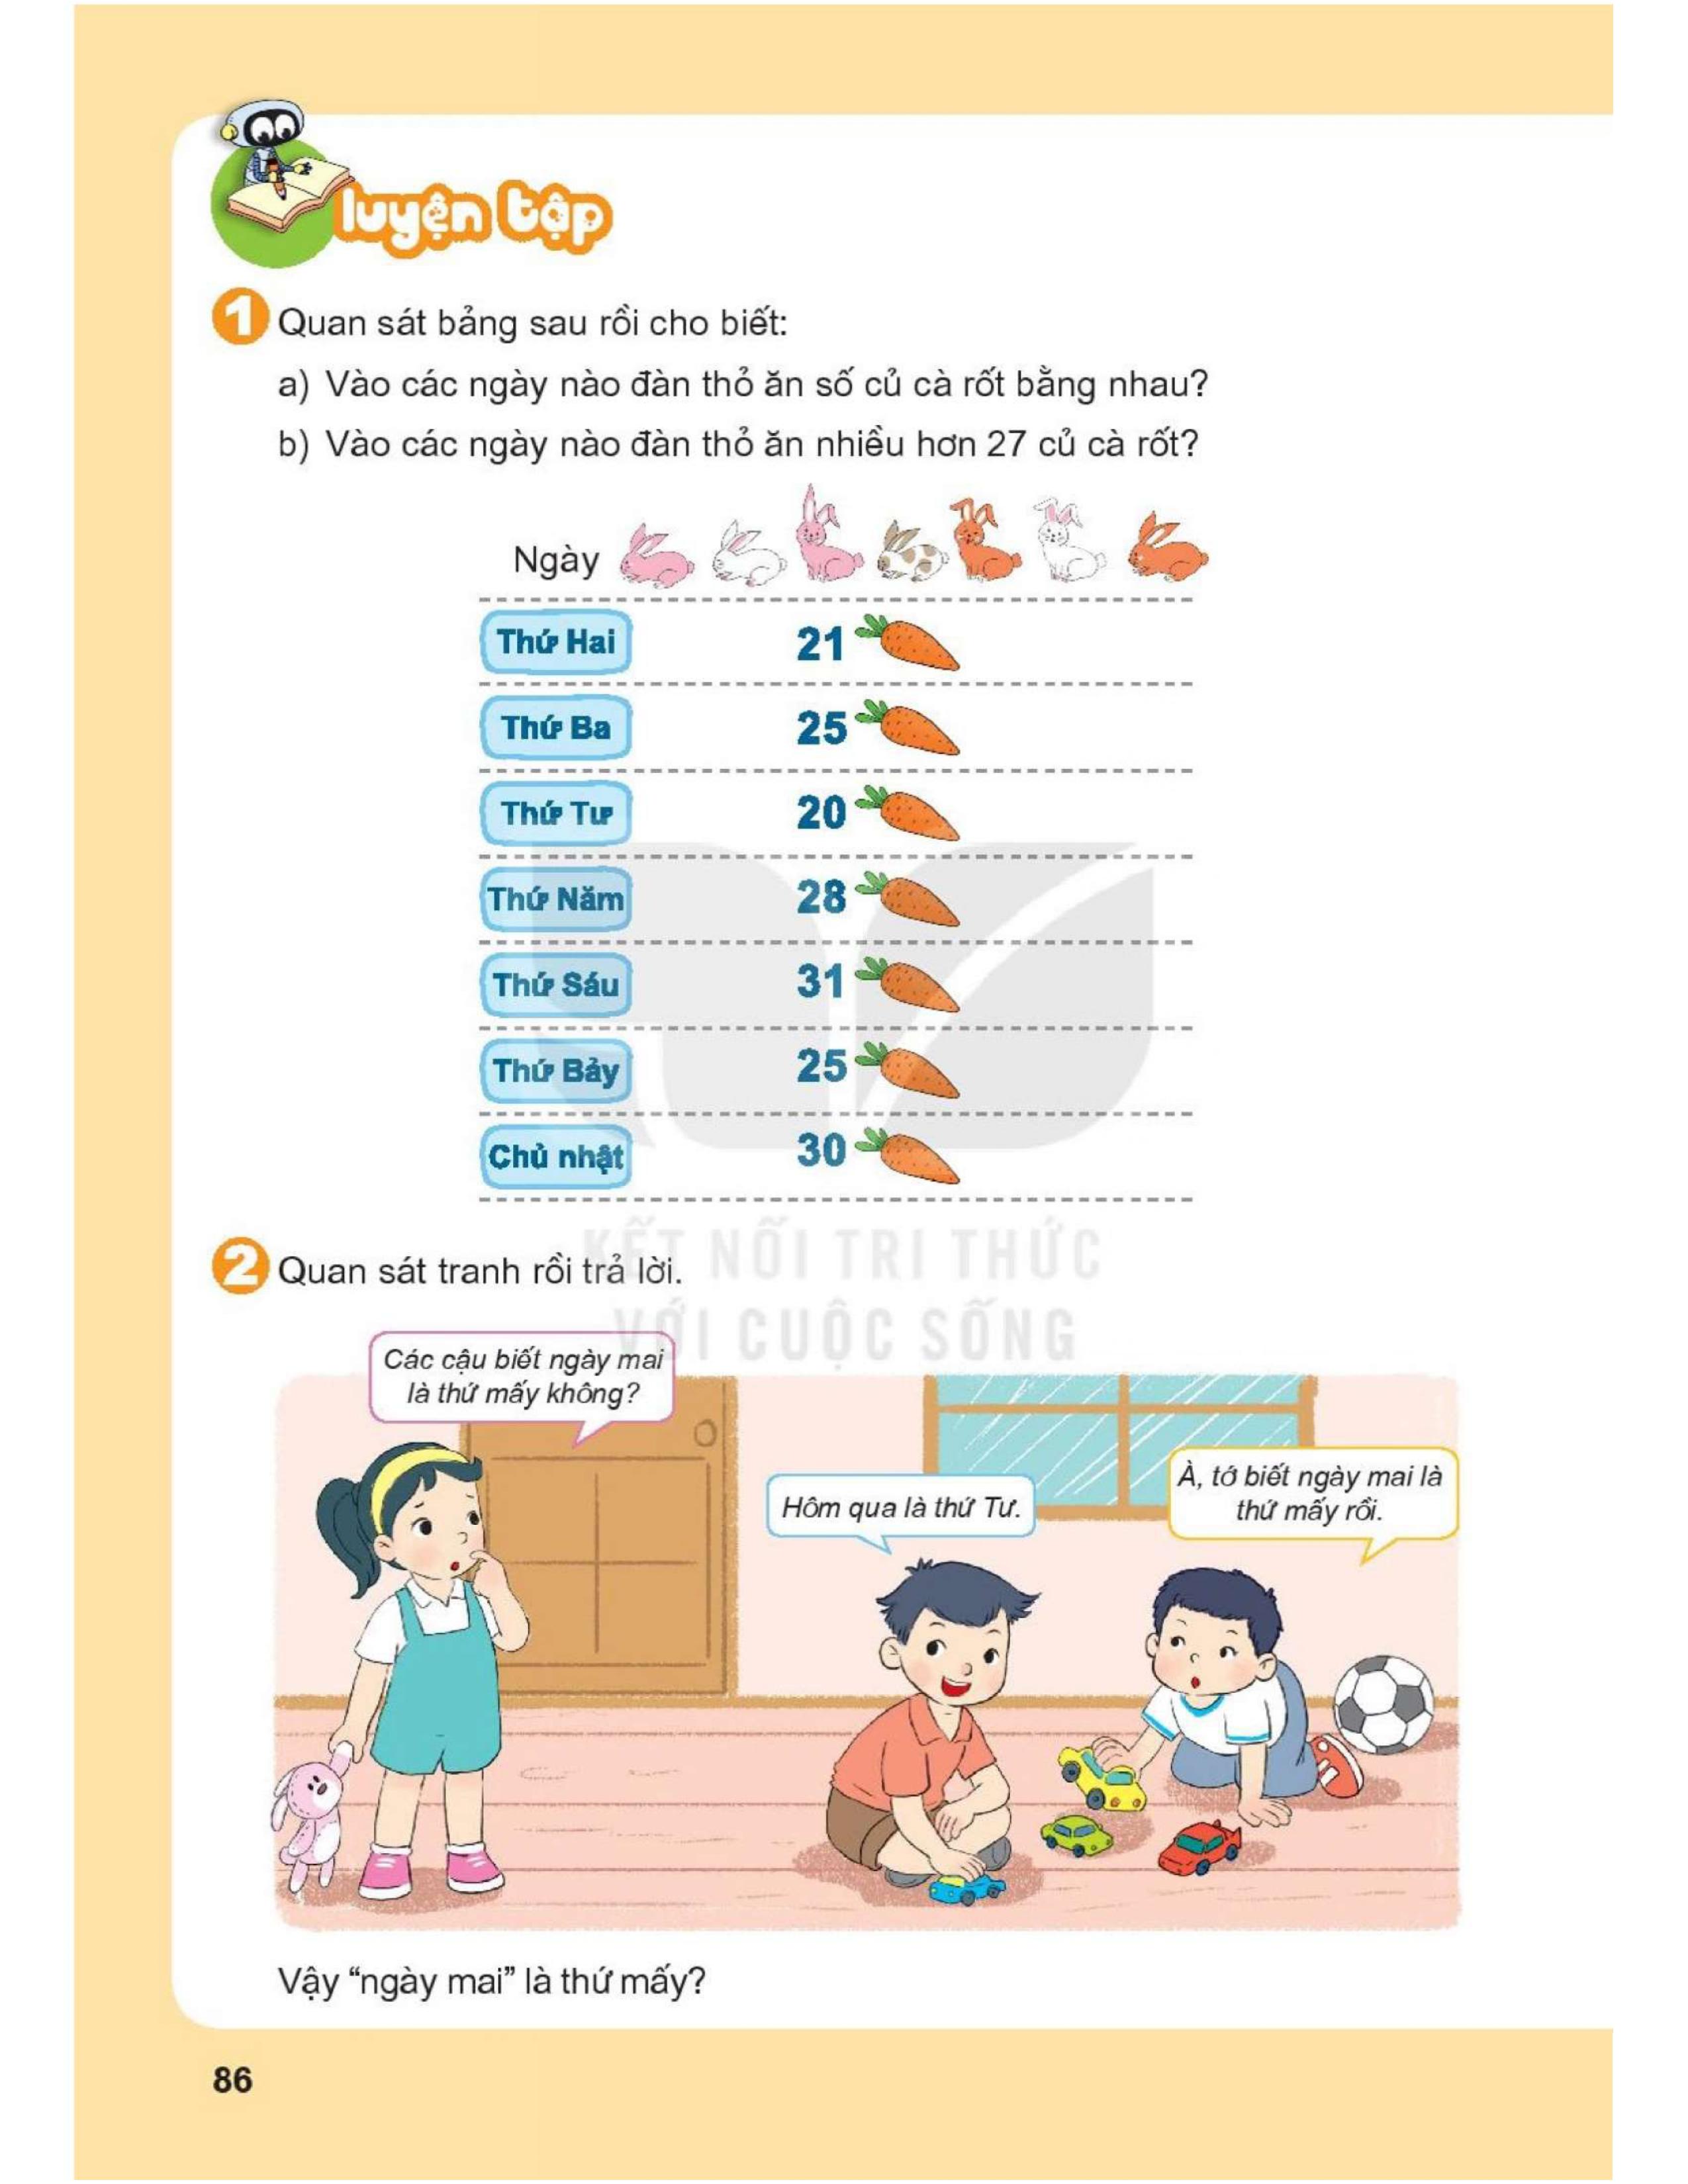 luyện tập
1 Quan sát bảng sau rồi cho biết:
a) Vào các ngày nào đàn thỏ ăn số củ cà rốt bằng nhau?
b) Vào các ngày nào đàn thỏ ăn nhiều hơn 27 củ cà rốt?
Ngày
Thứ Hai 21
Thứ Ba 25
Thứ Tư 20
Thứ Năm 28
Thứ Sáu 31
Thứ Bảy 25
Chủ nhật 30
KẾT NỐI TRI THỨC
VỚI CUỘC SỐNG
2 Quan sát tranh rồi trả lời.
Các cậu biết ngày mai
là thứ mấy không?
Hôm qua là thứ Tư.
À, tớ biết ngày mai là
thứ mấy rồi.
Vậy “ngày mai” là thứ mấy?
86